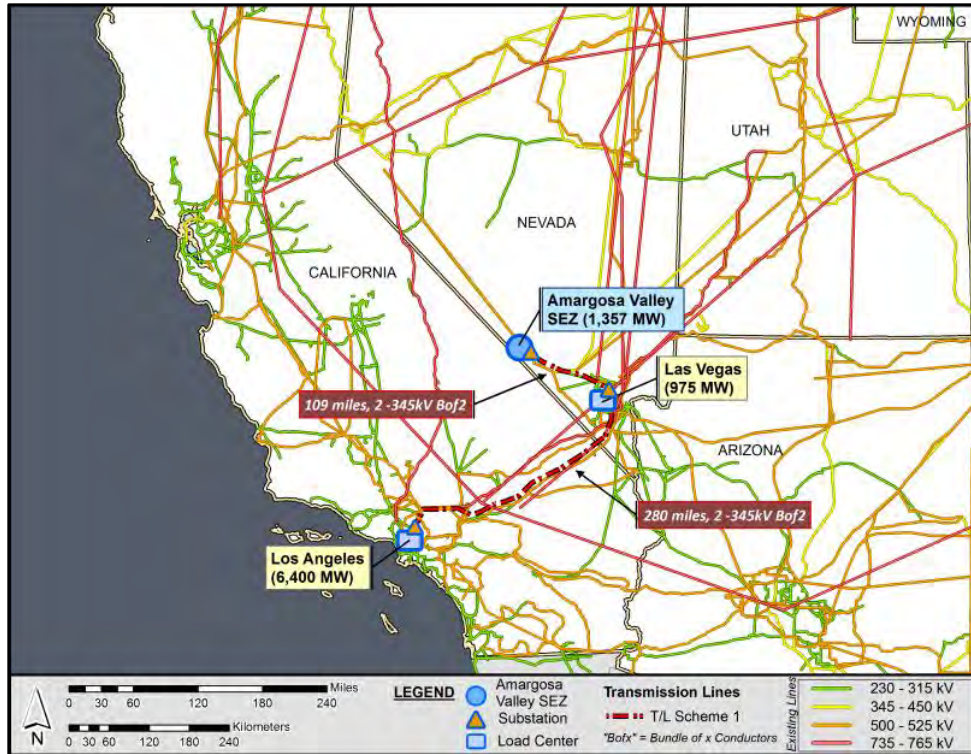 WYOMING
UTAH
NEVADA
CALIFORNIA
Amargosa Valley
SEZ (1,357 MW)
Las Vegas
(975 MW)
109 miles, 2 -345kV Bof2
ARIZONA
280 miles, 2 -345kV Bof2
Los Angeles
(6,400 MW)
Miles
0 30 60 120 180 240
Kilometers
0 30 60 120 180 240
N
LEGEND
Amargosa
Valley SEZ
Substation
Load Center
Transmission Lines
T/L Scheme 1
"Bofx" = Bundle of x Conductors
Existing Lines
230 - 315 kV
345 - 450 kV
500 - 525 kV
735 - 765 kV